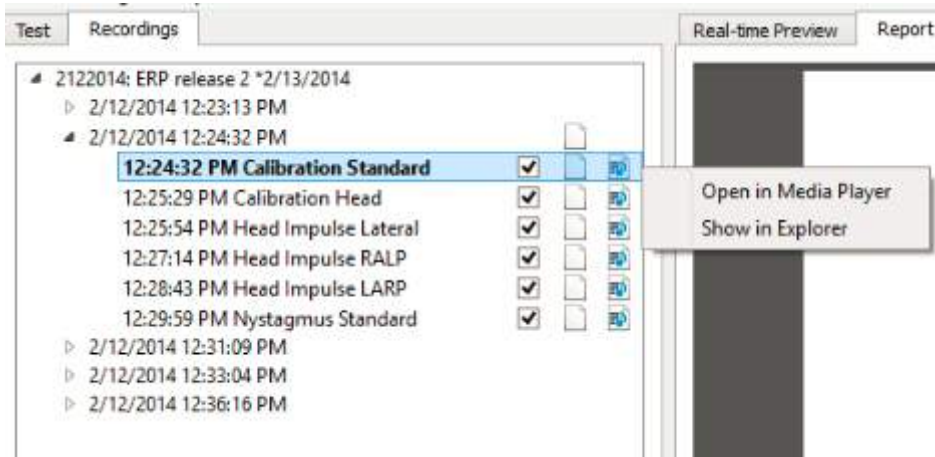 Test Recordings Real-time Preview Report
2122014: ERP release 2 *2/13/2014
2/12/2014 12:23:13 PM
2/12/2014 12:24:32 PM
12:24:32 PM Calibration Standard
12:25:29 PM Calibration Head
12:25:54 PM Head Impulse Lateral
12:27:14 PM Head Impulse RALP
12:28:43 PM Head Impulse LARP
12:29:59 PM Nystagmus Standard
2/12/2014 12:31:09 PM
2/12/2014 12:33:04 PM
2/12/2014 12:36:16 PM
Open in Media Player
Show in Explorer